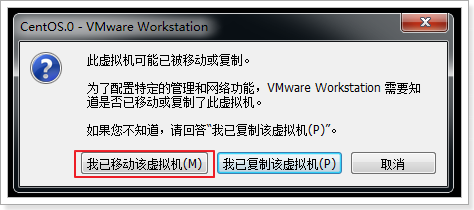 CentOS.0 - VMware Workstation
此虚拟机可能已被移动或复制。
为了配置特定的管理和网络功能，VMware Workstation 需要知
道是否已移动或复制了此虚拟机。
如果您不知道，请回答“我已复制该虚拟机(P)”。
我已移动该虚拟机(M) 我已复制该虚拟机(P) 取消